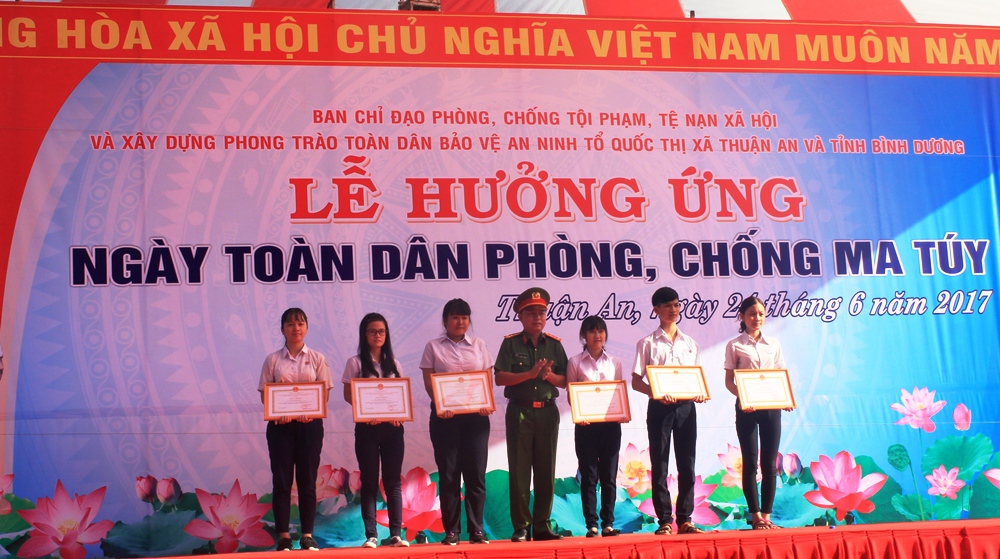 HÒA XÃ HỘI CHỦ NGHĨA VIỆT NAM MUÔN NĂM
BAN CHỈ ĐẠO PHÒNG, CHỐNG TỘI PHẠM, TỆ NẠN XÃ HỘI
VÀ XÂY DỰNG PHONG TRÀO TOÀN DÂN BẢO VỆ AN NINH TỔ QUỐC THỊ XÃ THUẬN AN VÀ TỈNH BÌNH DƯƠNG
LỄ HƯỞNG ỨNG
NGÀY TOÀN DÂN PHÒNG, CHỐNG MA TÚY
Thuận An, ngày 24 tháng 6 năm 2017